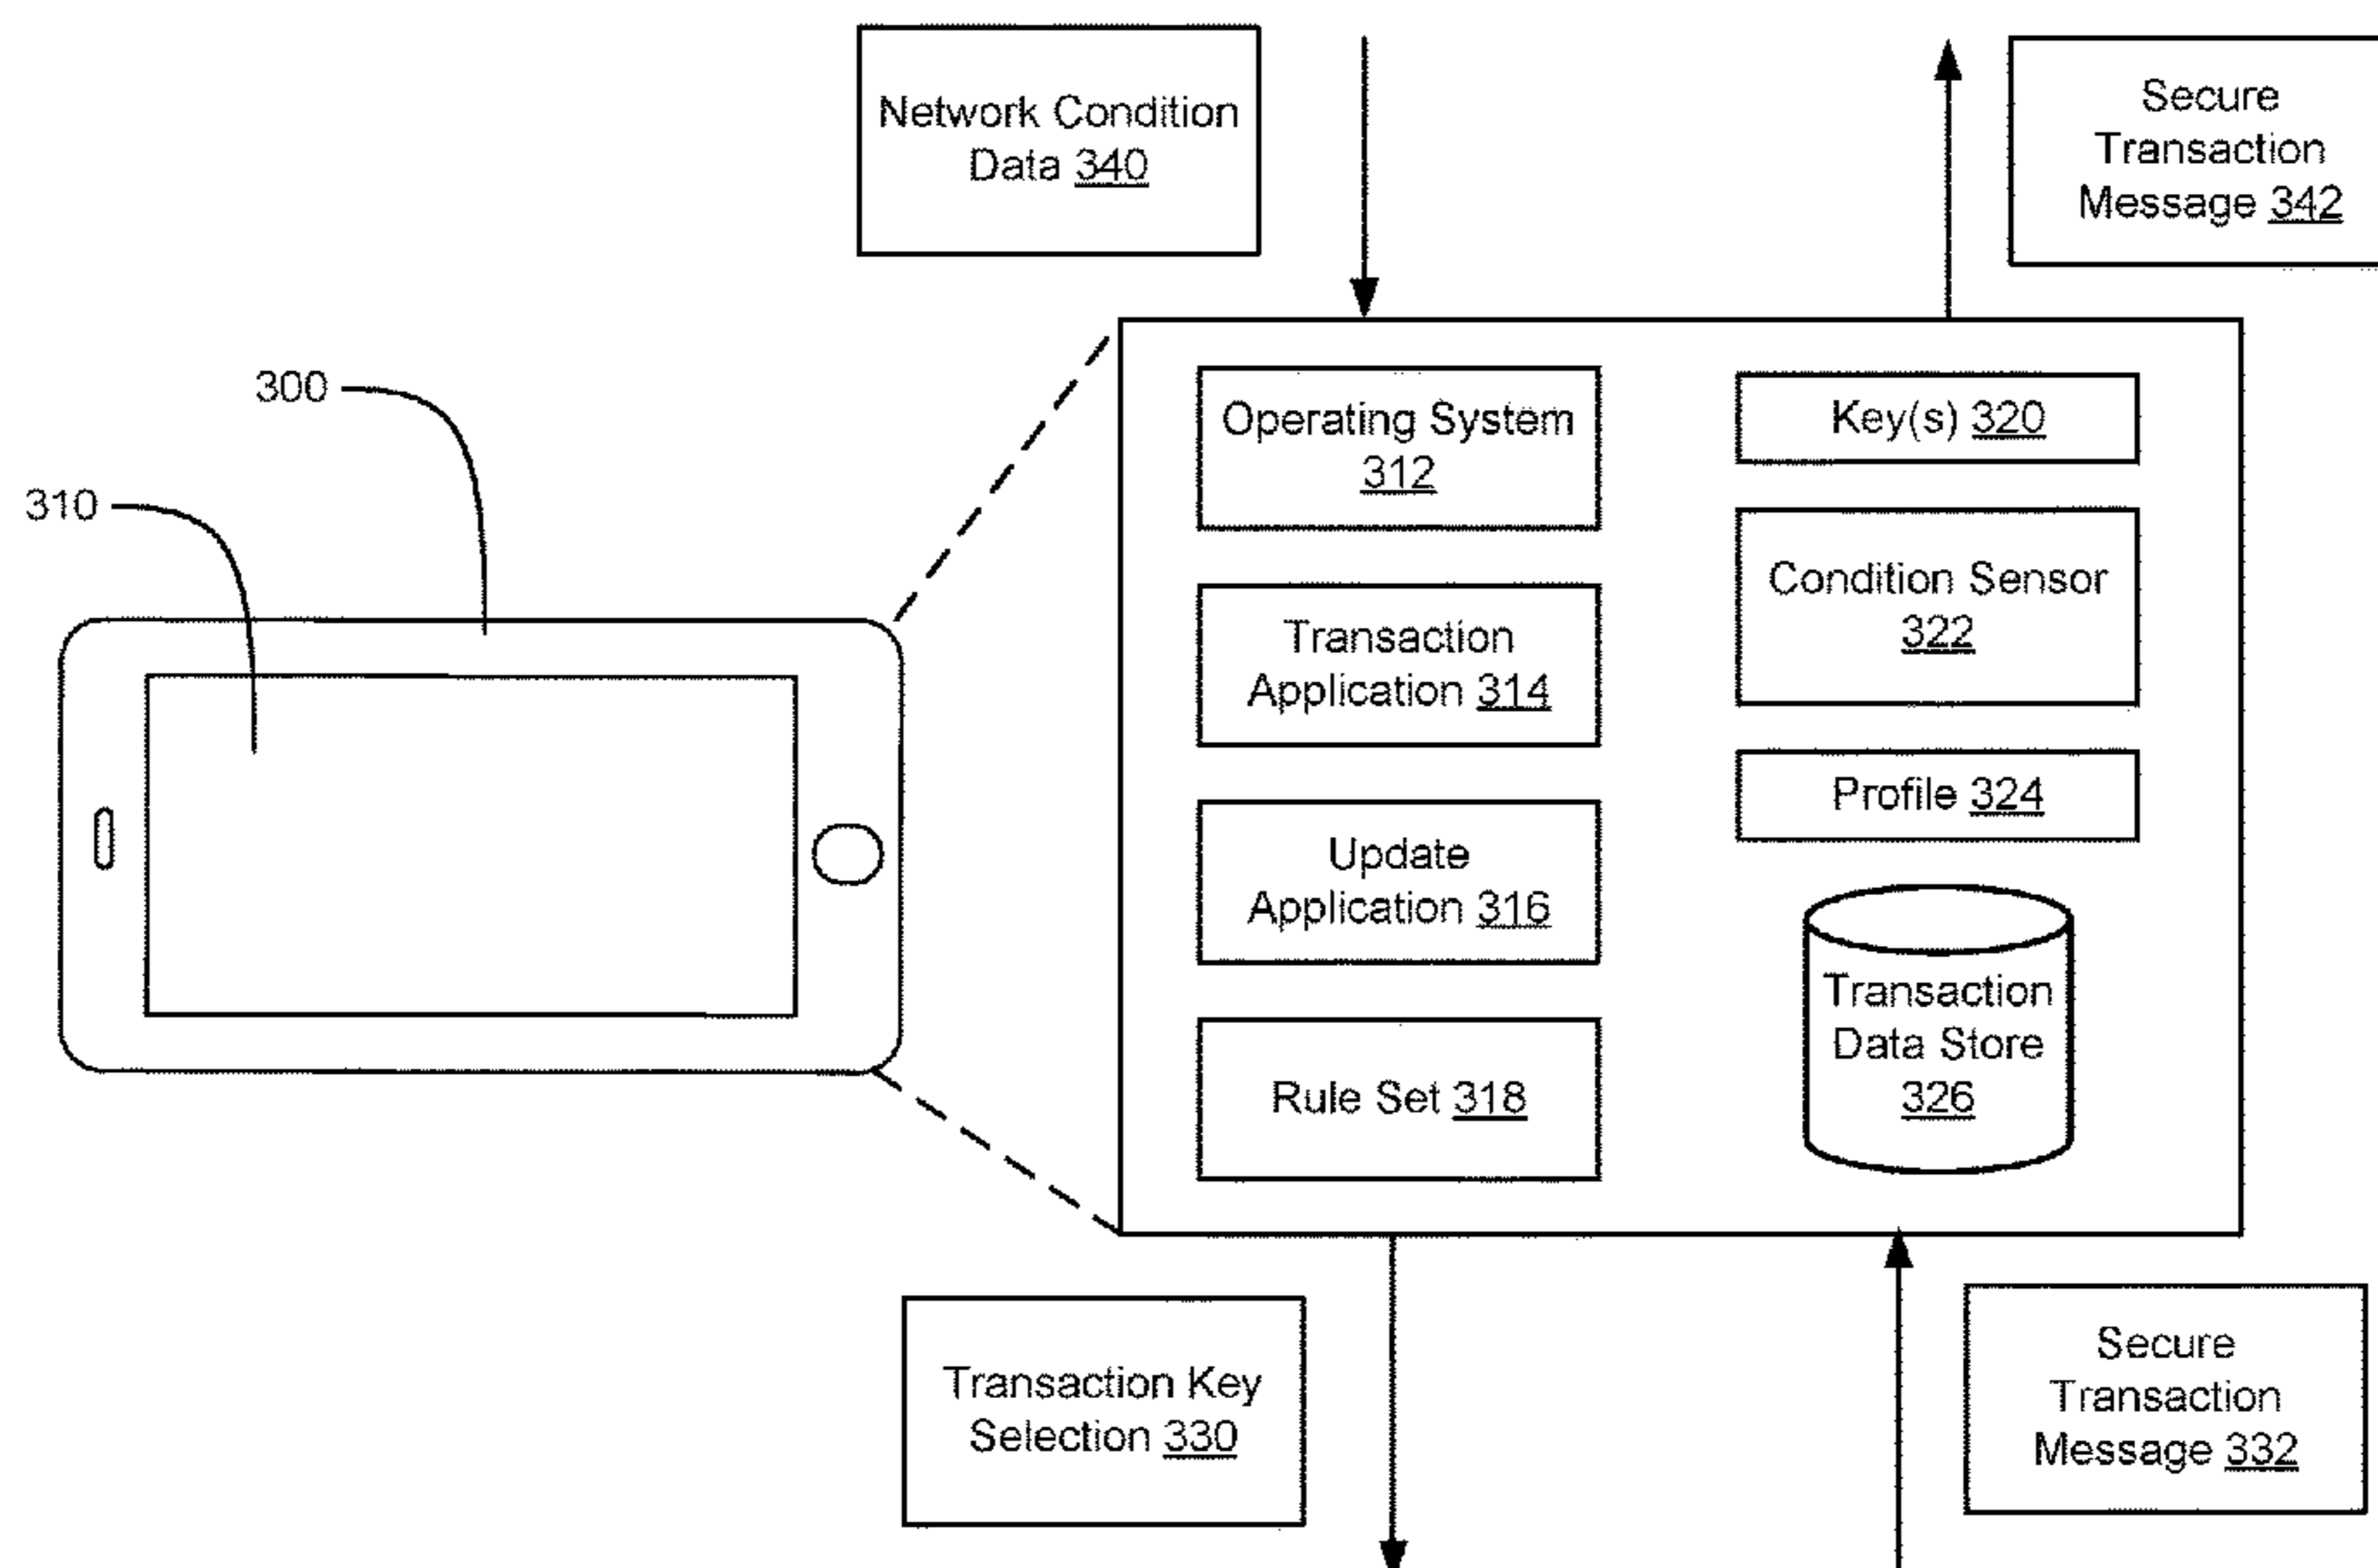 Network Condition
Data 340
Secure
Transaction
Message 342
300
310
Operating System
312
Transaction
Application 314
Update
Application 316
Rule Set 318
Key(s) 320
Condition Sensor
322
Profile 324
Transaction
Data Store
326
Transaction Key
Selection 330
Secure
Transaction
Message 332